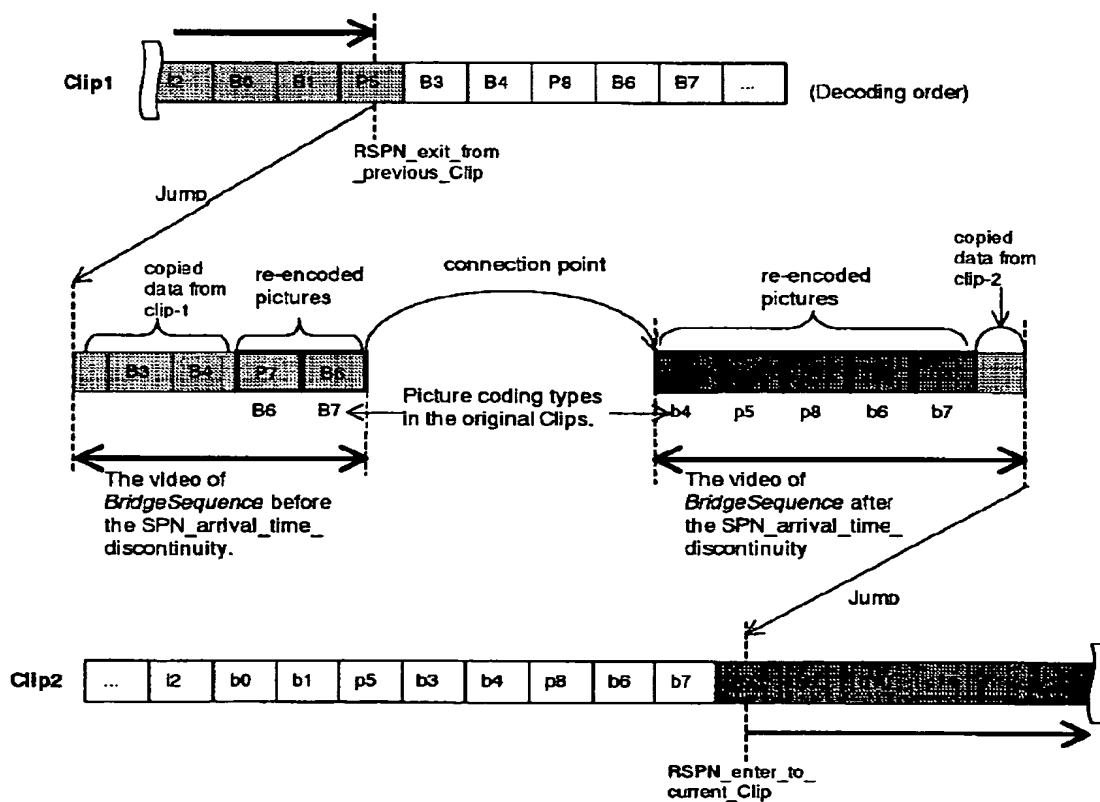 Clip1
I2 B0 B1 P5 B3 B4 P8 B6 B7 ...
(Decoding order)
RSPN_exit_from
_previous_Clip
Jump
copied
data from
clip-1
re-encoded
pictures
connection point
re-encoded
pictures
copied
data from
clip-2
B3 B4 P7 B6
B6 B7
Picture coding types
in the original Clips.
b4 p5 p8 b6 b7
The video of
BridgeSequence before
the SPN_arrival_time_
discontinuity.
The video of
BridgeSequence after
the SPN_arrival_time_
discontinuity
Jump
Clip2
... i2 b0 b1 p5 b3 b4 p8 b6 b7
RSPN_enter_to_
current_Clip